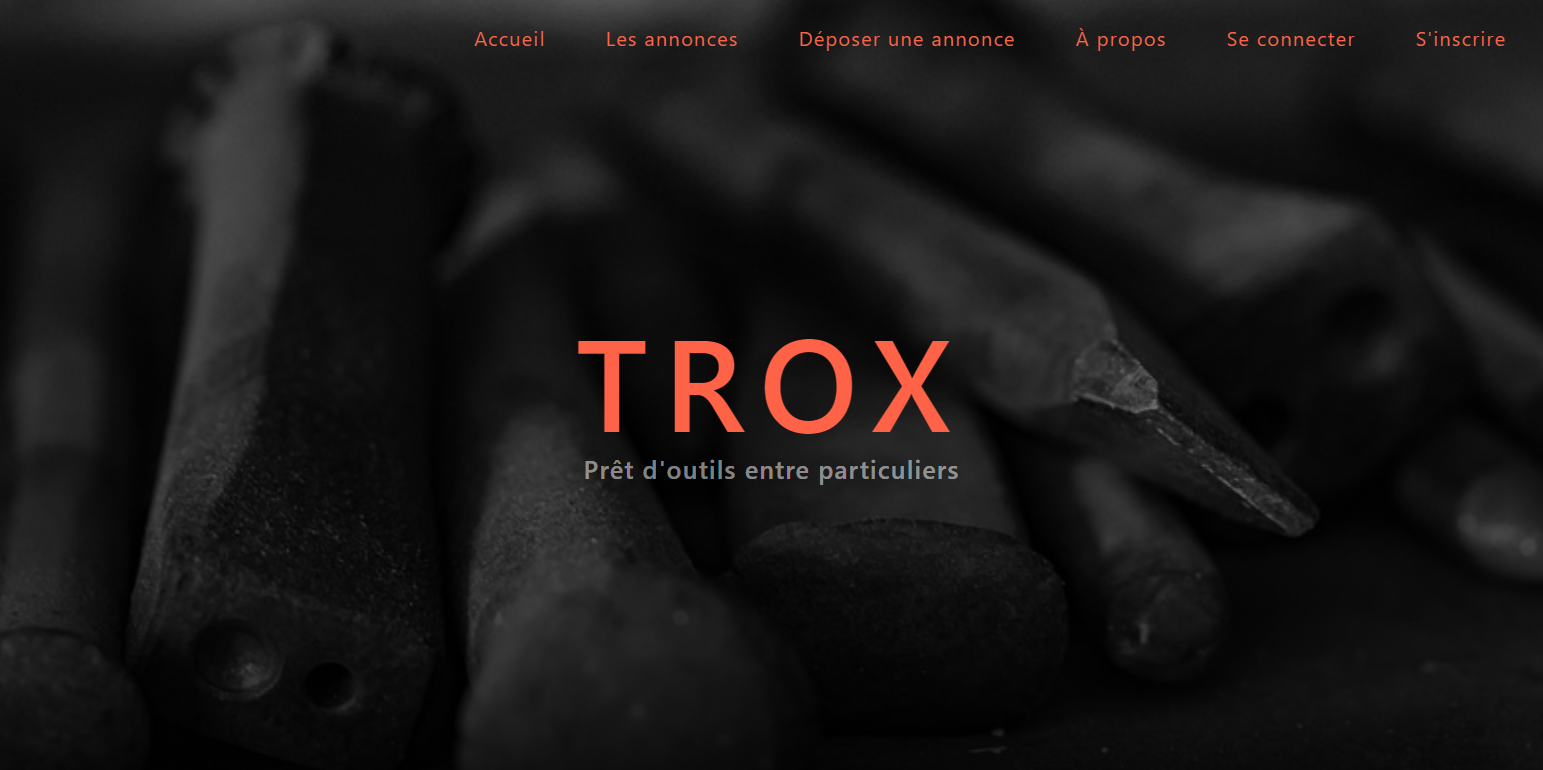 Accueil Les annonces Déposer une annonce À propos Se connecter S'inscrire
TROX
Prêt d'outils entre particuliers